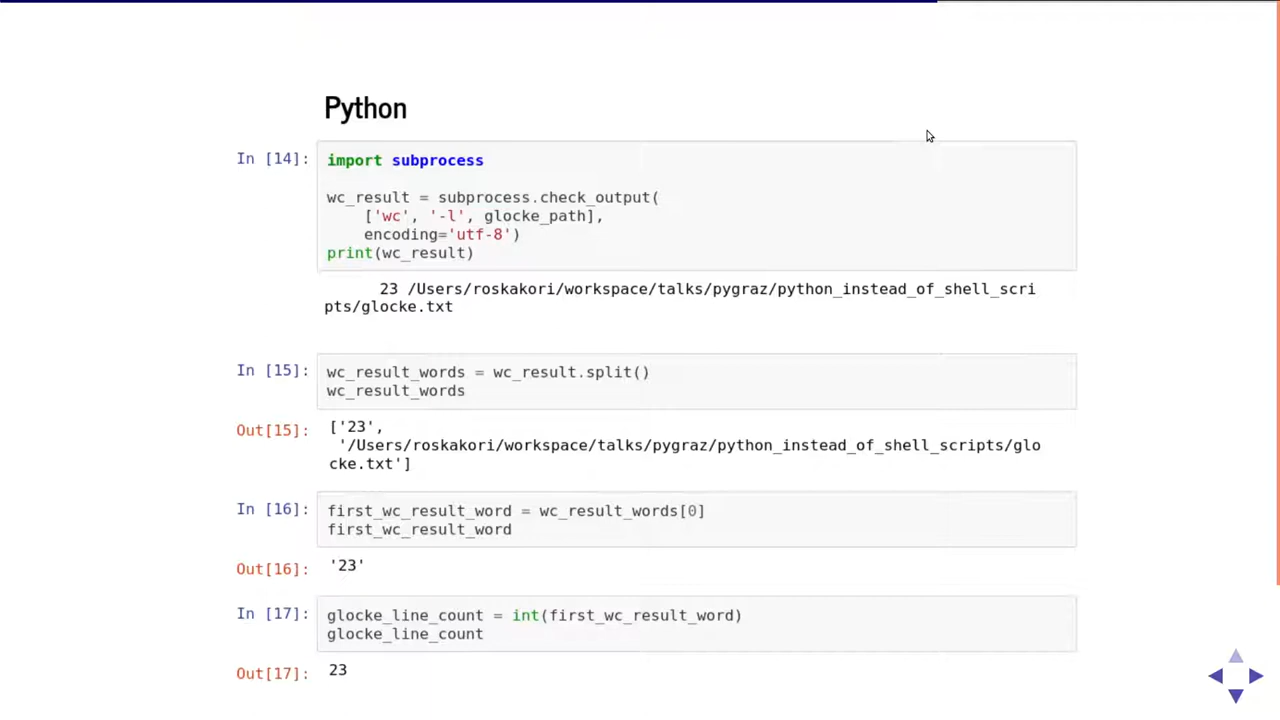 Python
In [14]:
import subprocess
wc_result = subprocess.check_output(
['wc', '-l', glocke_path],
encoding='utf-8')
print(wc_result)
23 /Users/roskakori/workspace/talks/pygraz/python_instead_of_shell_scri
pts/glocke.txt
In [15]:
wc_result_words = wc_result.split()
wc_result_words
Out[15]:
['23',
'/Users/roskakori/workspace/talks/pygraz/python_instead_of_shell_scripts/glo
cke.txt']
In [16]:
first_wc_result_word = wc_result_words[0]
first_wc_result_word
Out[16]:
'23'
In [17]:
glocke_line_count = int(first_wc_result_word)
glocke_line_count
Out[17]:
23